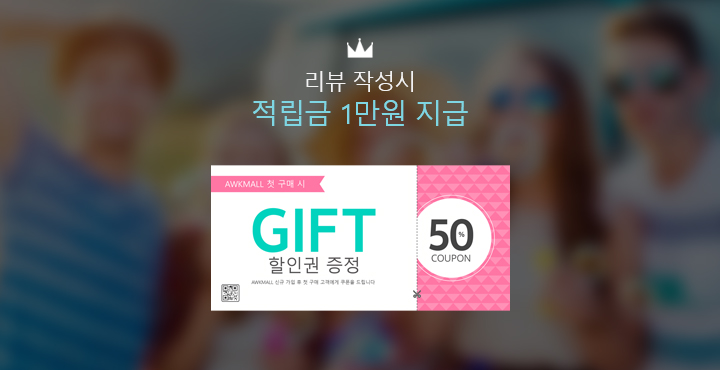 리뷰 작성시
적립금 1만원 지급
AWKMALL 첫 구매 시
GIFT
할인권 증정
AWKMALL 신규 가입 후 첫 구매 고객에게 쿠폰을 드립니다
50%
COUPON